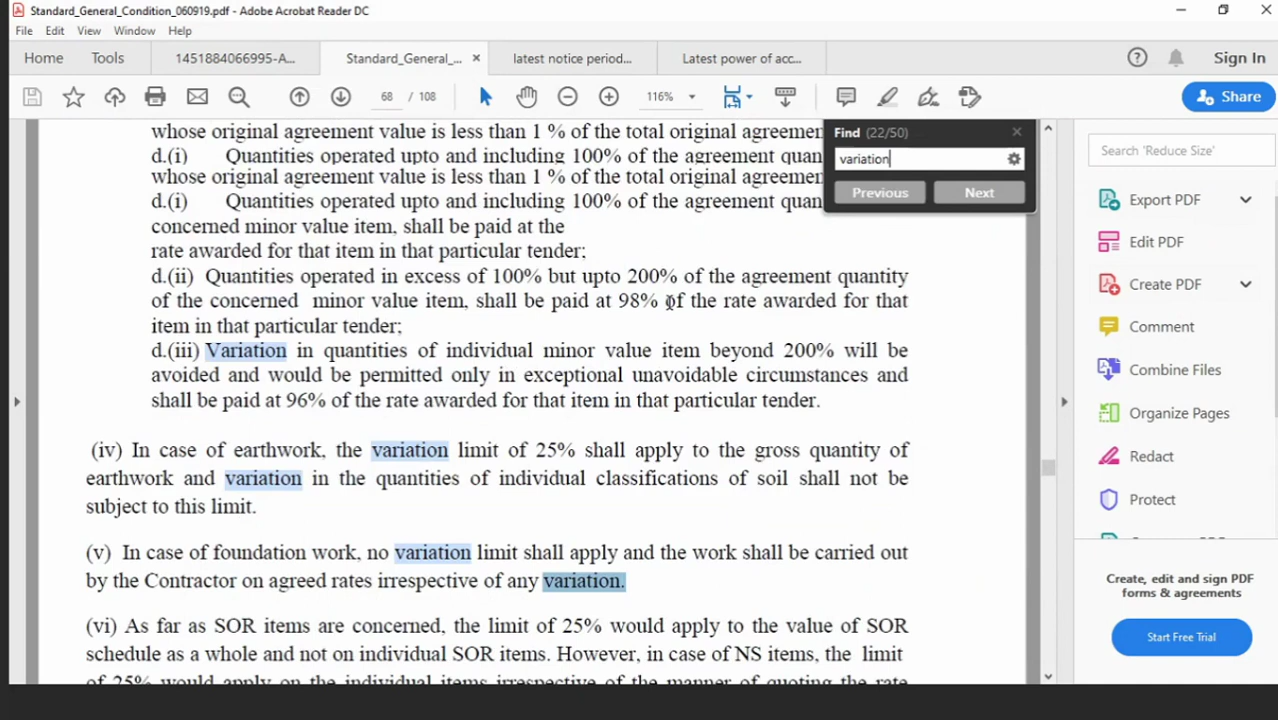 Standard_General_Condition_060919.pdf - Adobe Acrobat Reader DC
File Edit View Window Help
Home Tools 1451884066995-A... Standard_General_... × latest notice period... Latest power of acc... Sign In
68 / 108 116% Share
Find (22/50)
variation
Previous Next
whose original agreement value is less than 1 % of the total original agreemen
d.(i) Quantities operated upto and including 100% of the agreement quan
whose original agreement value is less than 1 % of the total original agreemen
d.(i) Quantities operated upto and including 100% of the agreement quan
concerned minor value item, shall be paid at the
rate awarded for that item in that particular tender;
d.(ii) Quantities operated in excess of 100% but upto 200% of the agreement quantity
of the concerned minor value item, shall be paid at 98% of the rate awarded for that
item in that particular tender;
d.(iii) Variation in quantities of individual minor value item beyond 200% will be
avoided and would be permitted only in exceptional unavoidable circumstances and
shall be paid at 96% of the rate awarded for that item in that particular tender.
(iv) In case of earthwork, the variation limit of 25% shall apply to the gross quantity of
earthwork and variation in the quantities of individual classifications of soil shall not be
subject to this limit.
(v) In case of foundation work, no variation limit shall apply and the work shall be carried out
by the Contractor on agreed rates irrespective of any variation.
(vi) As far as SOR items are concerned, the limit of 25% would apply to the value of SOR
schedule as a whole and not on individual SOR items. However, in case of NS items, the limit
of 25% would apply on the individual items irrespective of the manner of quoting the rate
Search 'Reduce Size'
Export PDF
Edit PDF
Create PDF
Comment
Combine Files
Organize Pages
Redact
Protect
Create, edit and sign PDF
forms & agreements
Start Free Trial